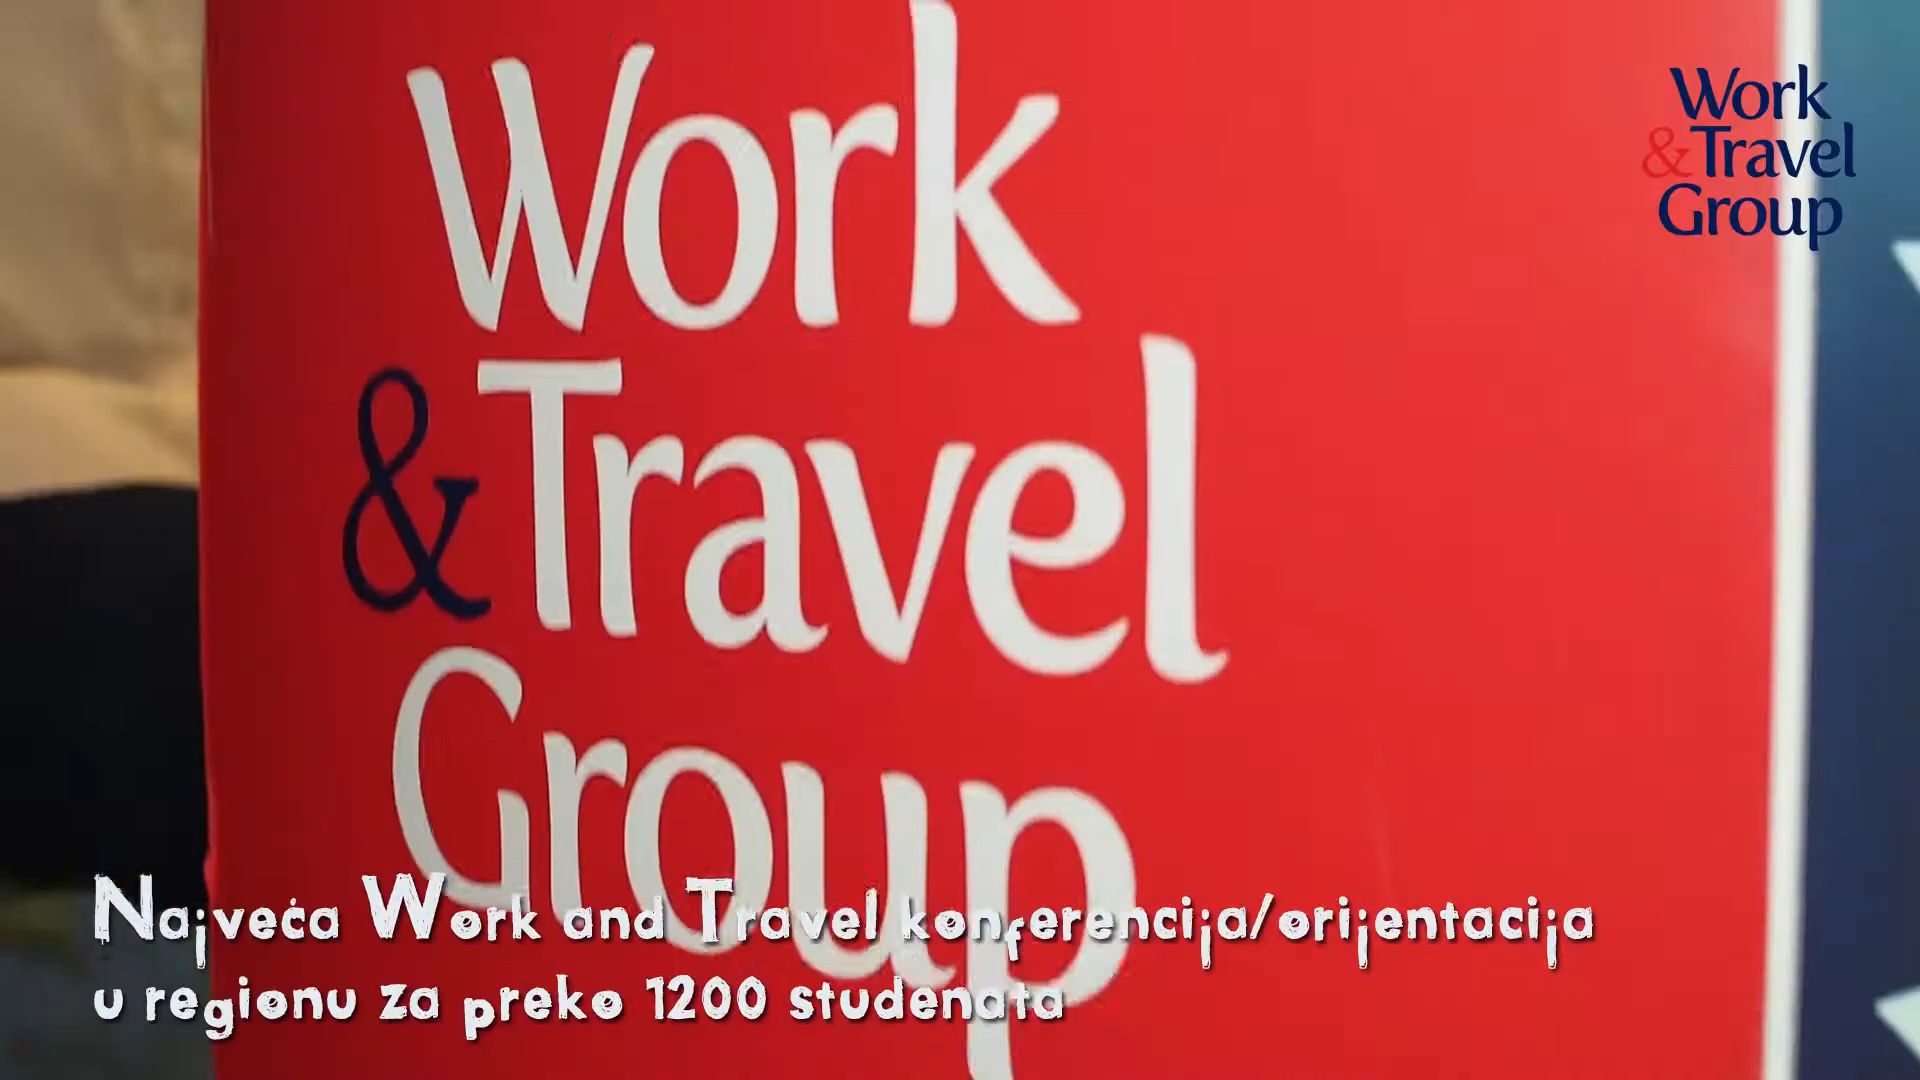 Work
& Travel
Group
Work
& Travel
Group
Najveća Work and Travel konferencija/orijentacija
u regionu za preko 1200 studenata